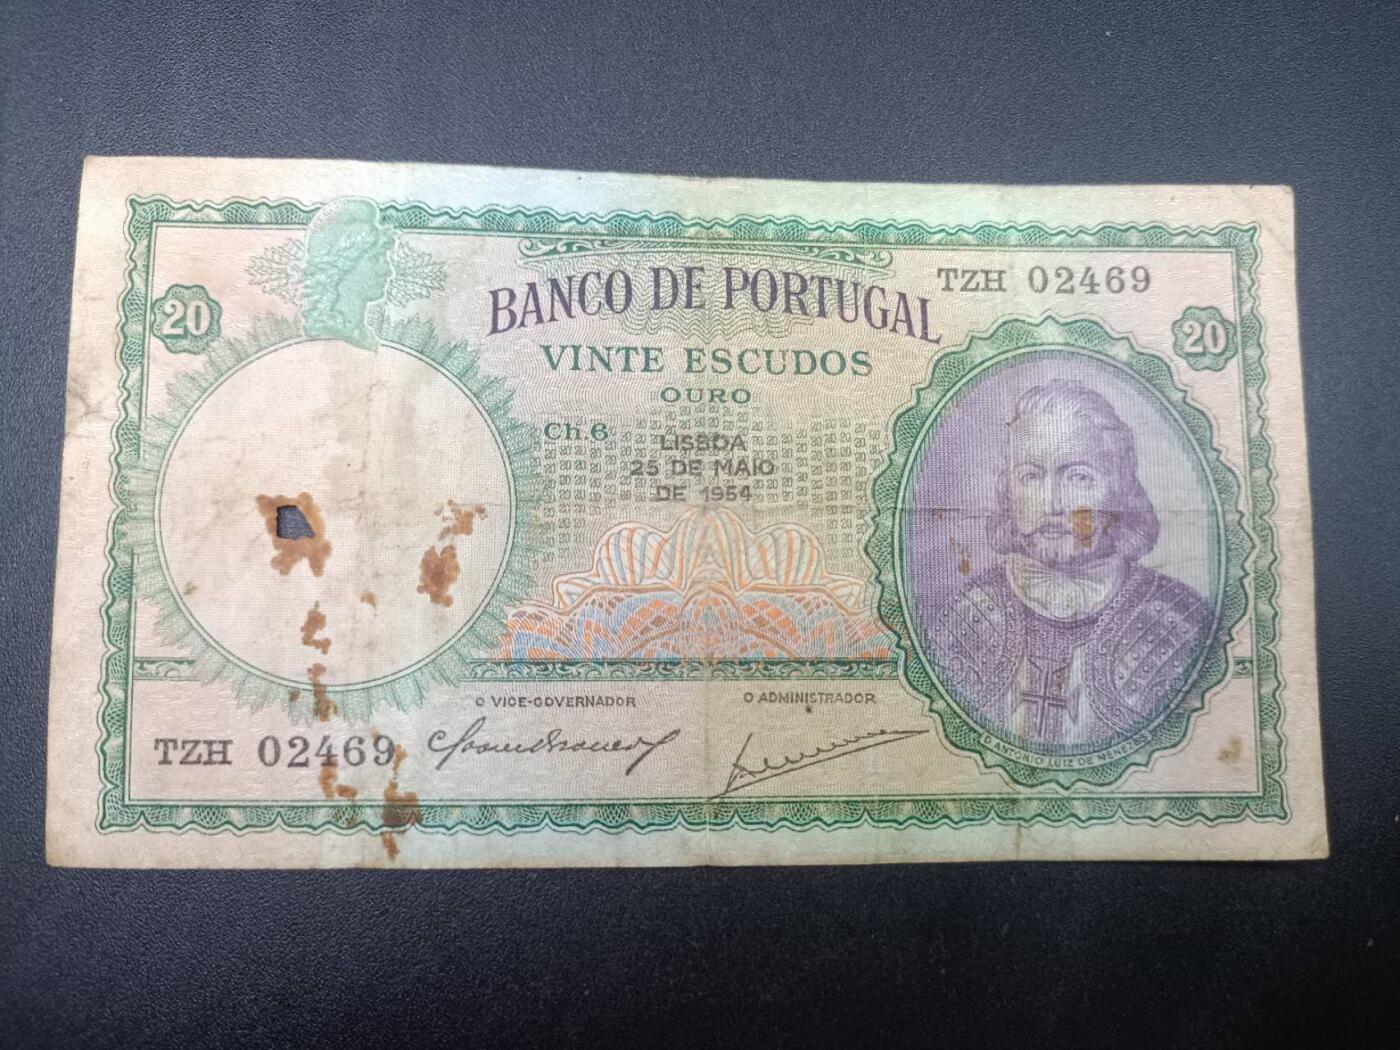 BANCO DE PORTUGAL
TZH 02469
20
20
VINTE ESCUDOS
OURO
Ch.6
LISBOA
25 DE MAIO
DE 1954
O VICE-GOVERNADOR
O ADMINISTRADOR
TZH 02469
D. ANTONIO LUIZ DE MENEZES